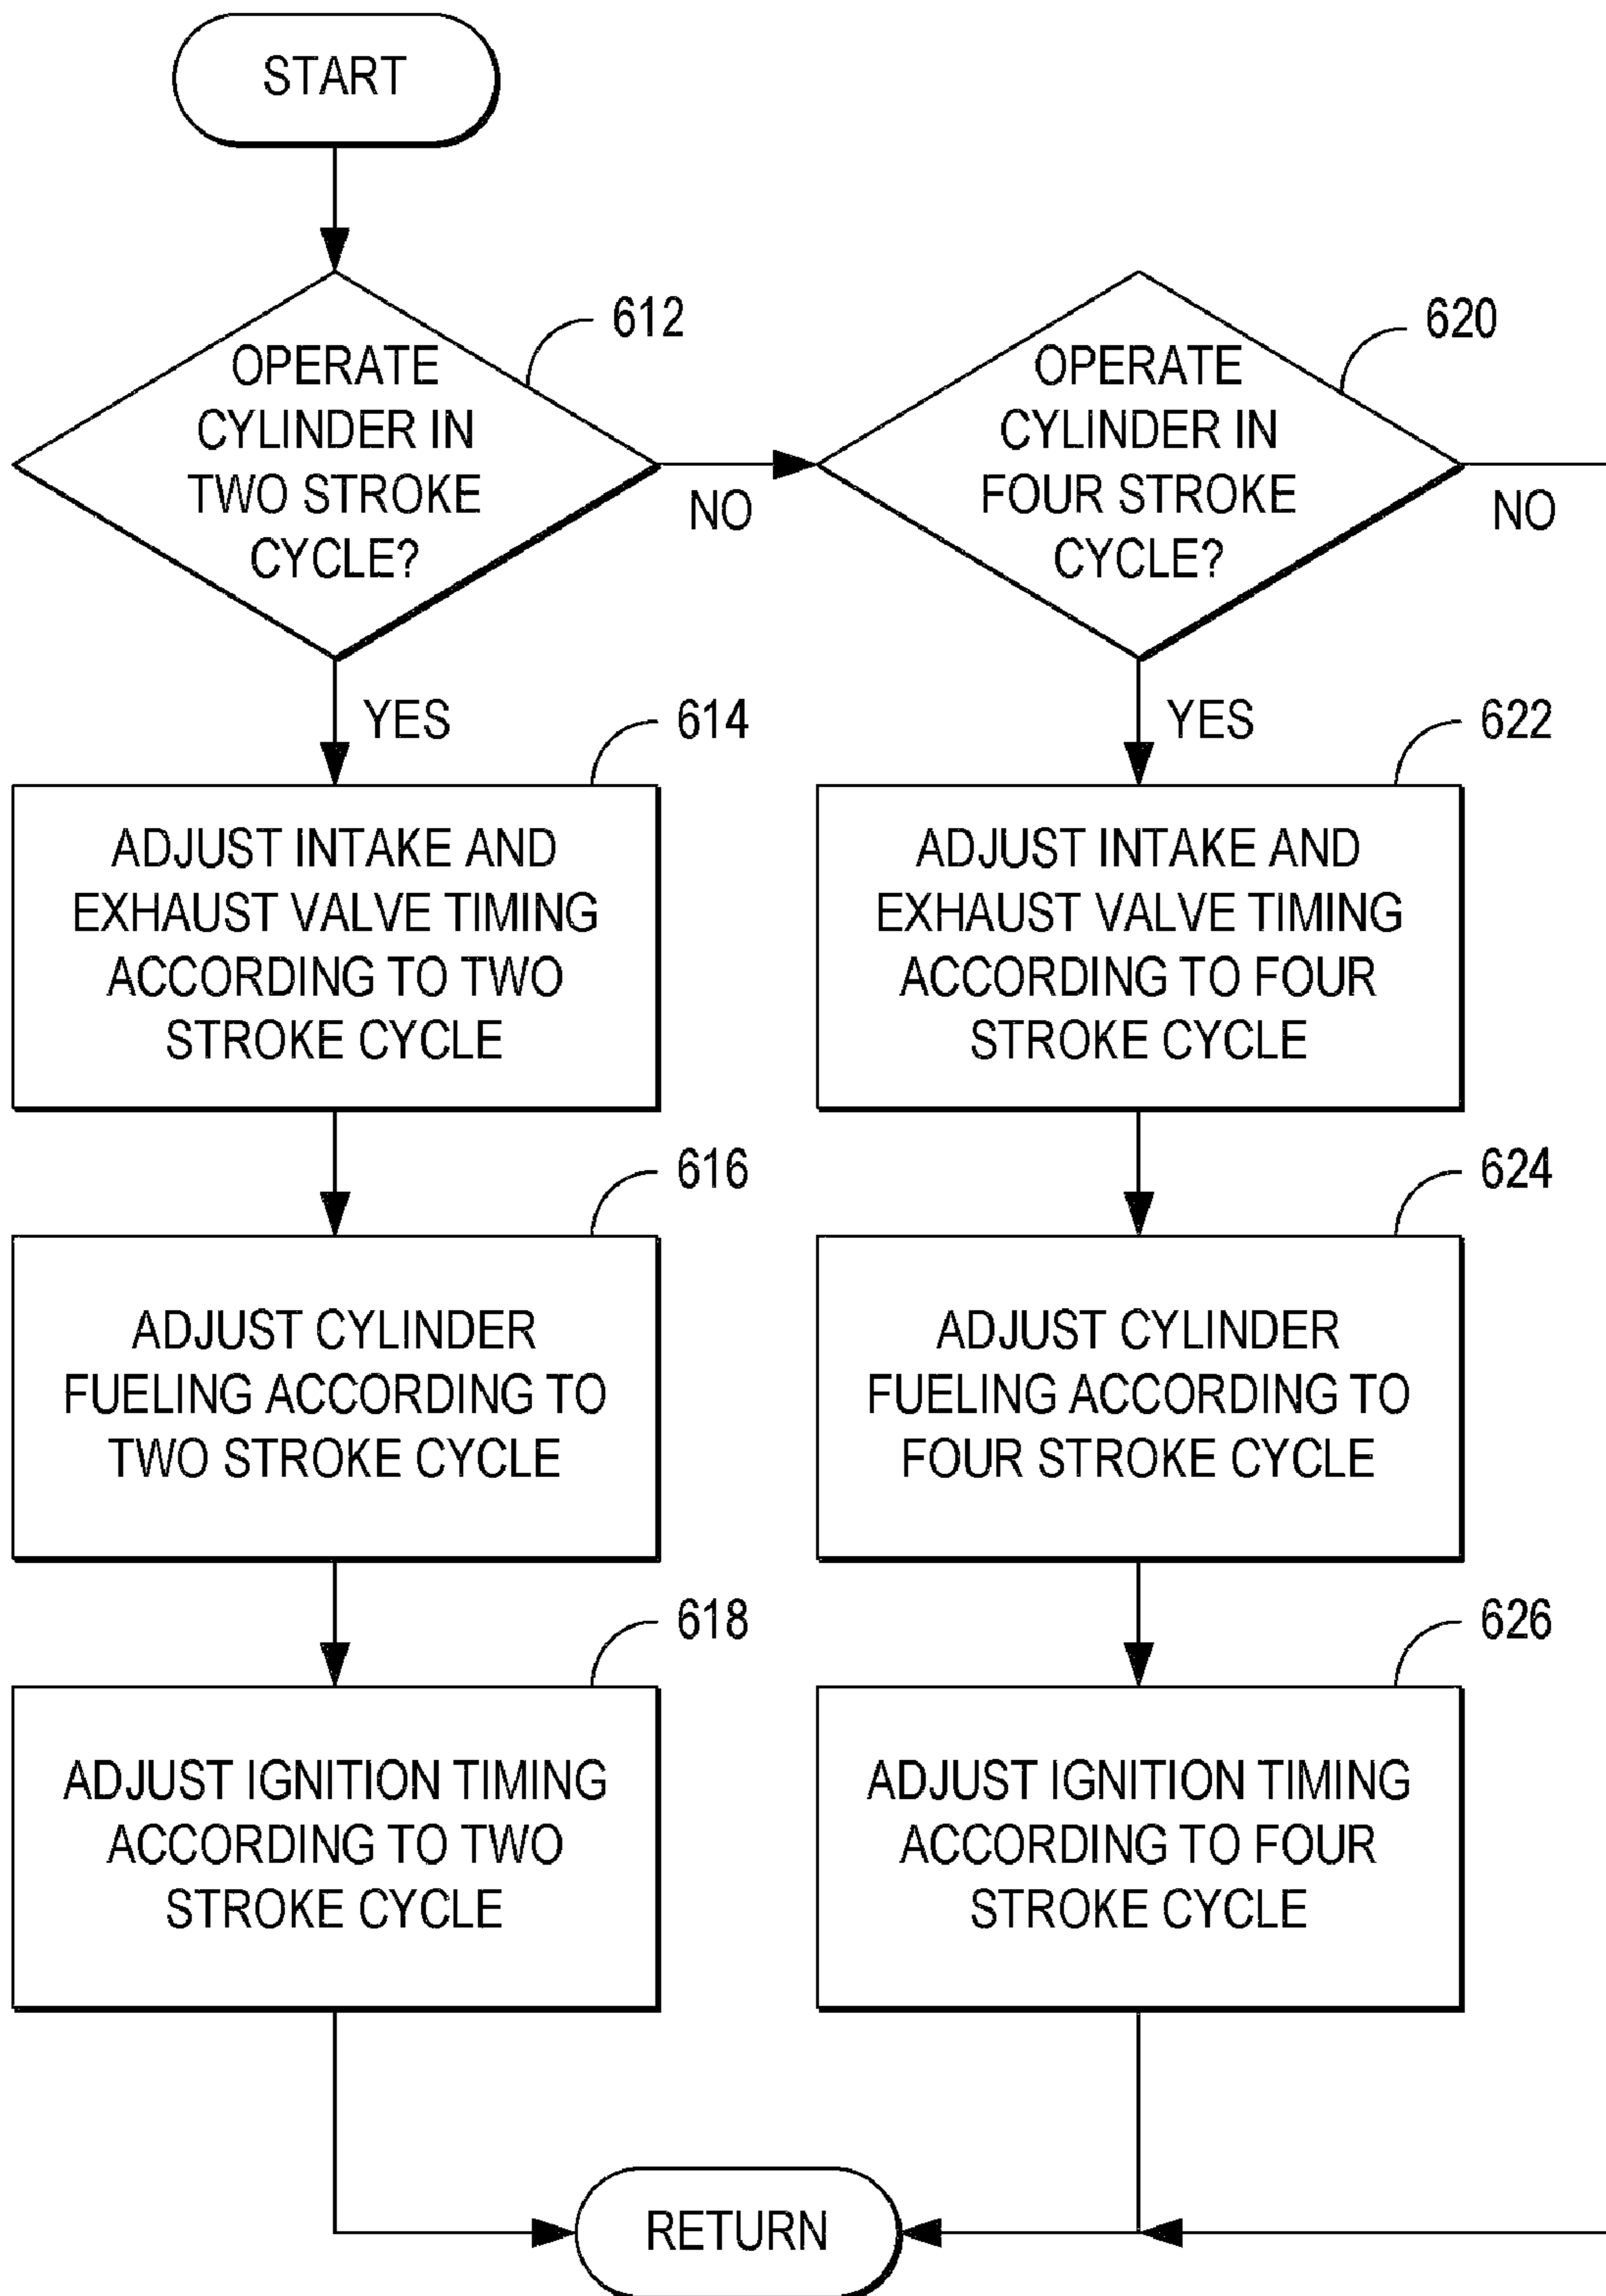 START
612
OPERATE
CYLINDER IN
TWO STROKE
CYCLE?
NO
YES
614
ADJUST INTAKE AND
EXHAUST VALVE TIMING
ACCORDING TO TWO
STROKE CYCLE
616
ADJUST CYLINDER
FUELING ACCORDING TO
TWO STROKE CYCLE
618
ADJUST IGNITION TIMING
ACCORDING TO TWO
STROKE CYCLE
620
OPERATE
CYLINDER IN
FOUR STROKE
CYCLE?
NO
YES
622
ADJUST INTAKE AND
EXHAUST VALVE TIMING
ACCORDING TO FOUR
STROKE CYCLE
624
ADJUST CYLINDER
FUELING ACCORDING TO
FOUR STROKE CYCLE
626
ADJUST IGNITION TIMING
ACCORDING TO FOUR
STROKE CYCLE
RETURN